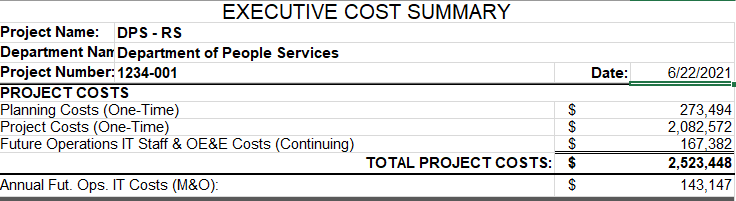 EXECUTIVE COST SUMMARY
Project Name: DPS - RS
Department Nam Department of People Services
Project Number: 1234-001 Date: 6/22/2021
PROJECT COSTS
Planning Costs (One-Time) $ 273,494
Project Costs (One-Time) $ 2,082,572
Future Operations IT Staff & OE&E Costs (Continuing) $ 167,382
TOTAL PROJECT COSTS: $ 2,523,448
Annual Fut. Ops. IT Costs (M&O): $ 143,147